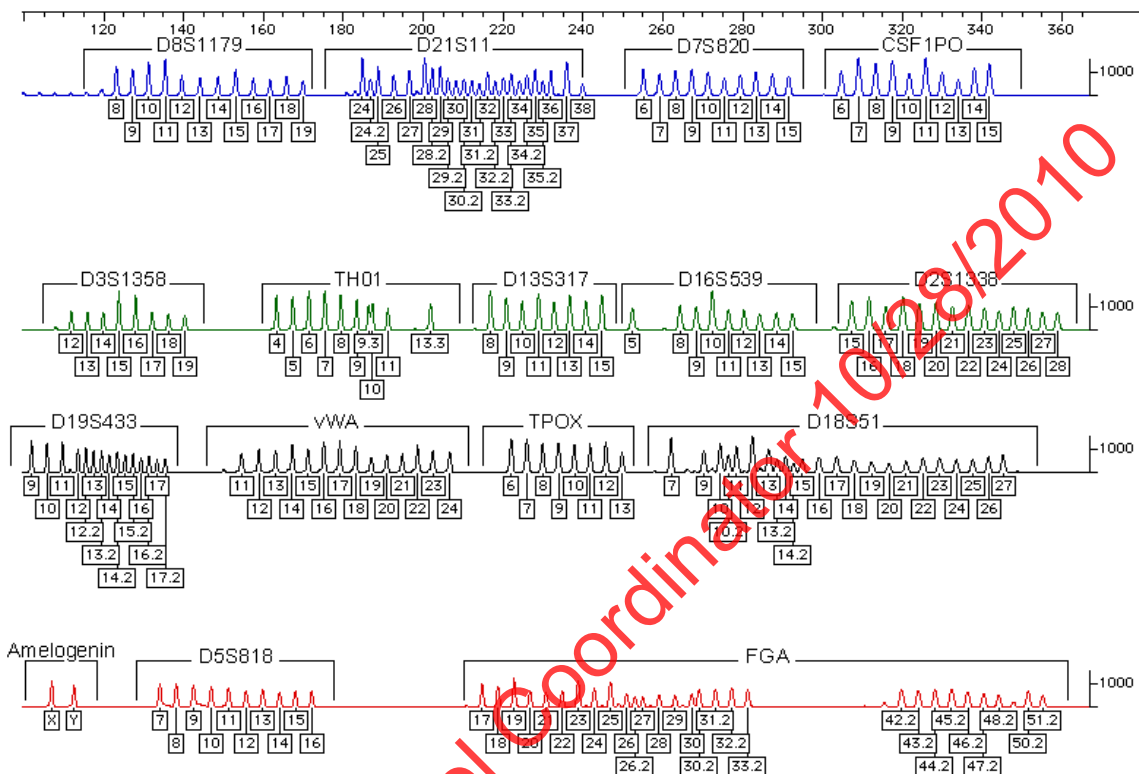 120 140 160 180 200 220 240 260 280 300 320 340 360
D8S1179 D21S11 D7S820 CSF1PO
1000
8 10 12 14 16 18 24 26 28 30 32 34 36 38 6 8 10 12 14 6 8 10 12 14
9 11 13 15 17 19 24.2 27 29 31 33 35 37 7 9 11 13 15 7 9 11 13 15
25 28.2 31.2 34.2
29.2 32.2 35.2
30.2 33.2
D3S1358 TH01 D13S317 D16S539 D2S1338
1000
12 14 16 18 4 6 8 9.3 13.3 8 10 12 14 5 8 10 12 14 15 17 19 21 23 25 27
13 15 17 19 5 7 9 11 9 11 13 15 9 11 13 15 16 18 20 22 24 26 28
10
D19S433 vWA TPOX D18S51
1000
9 11 13 15 17 11 13 15 17 19 21 23 6 8 10 12 7 9 11 13 15 17 19 21 23 25 27
10 12 14 16 12 14 16 18 20 22 24 7 9 11 13 10 12 14 16 18 20 22 24 26
12.2 15.2 10.2 13.2
13.2 16.2 14.2
14.2 17.2
Amelogenin D5S818 FGA
1000
X Y 7 9 11 13 15 17 19 21 23 25 27 29 31.2 42.2 45.2 48.2 51.2
8 10 12 14 16 18 20 22 24 26 28 30 32.2 43.2 46.2 50.2
26.2 30.2 33.2 44.2 47.2
Coordinator 10/28/2010